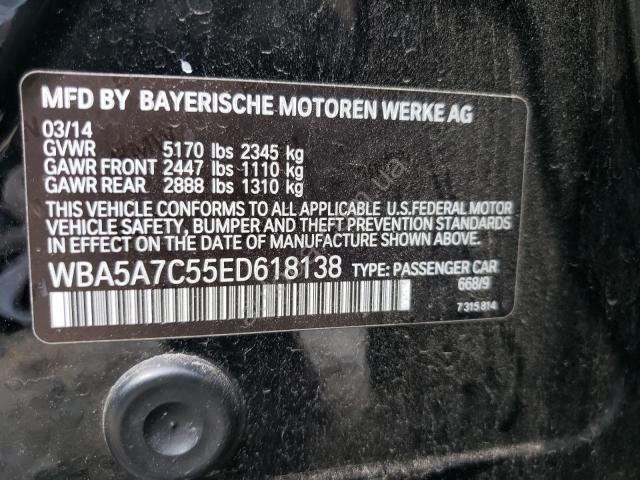 MFD BY BAYERISCHE MOTOREN WERKE AG
03/14
GVWR 5170 lbs 2345 kg
GAWR FRONT 2447 lbs 1110 kg
GAWR REAR 2888 lbs 1310 kg
THIS VEHICLE CONFORMS TO ALL APPLICABLE U.S.FEDERAL MOTOR
VEHICLE SAFETY, BUMPER AND THEFT PREVENTION STANDARDS
IN EFFECT ON THE DATE OF MANUFACTURE SHOWN ABOVE.
WBA5A7C55ED618138 TYPE: PASSENGER CAR
668/9
7 315 814